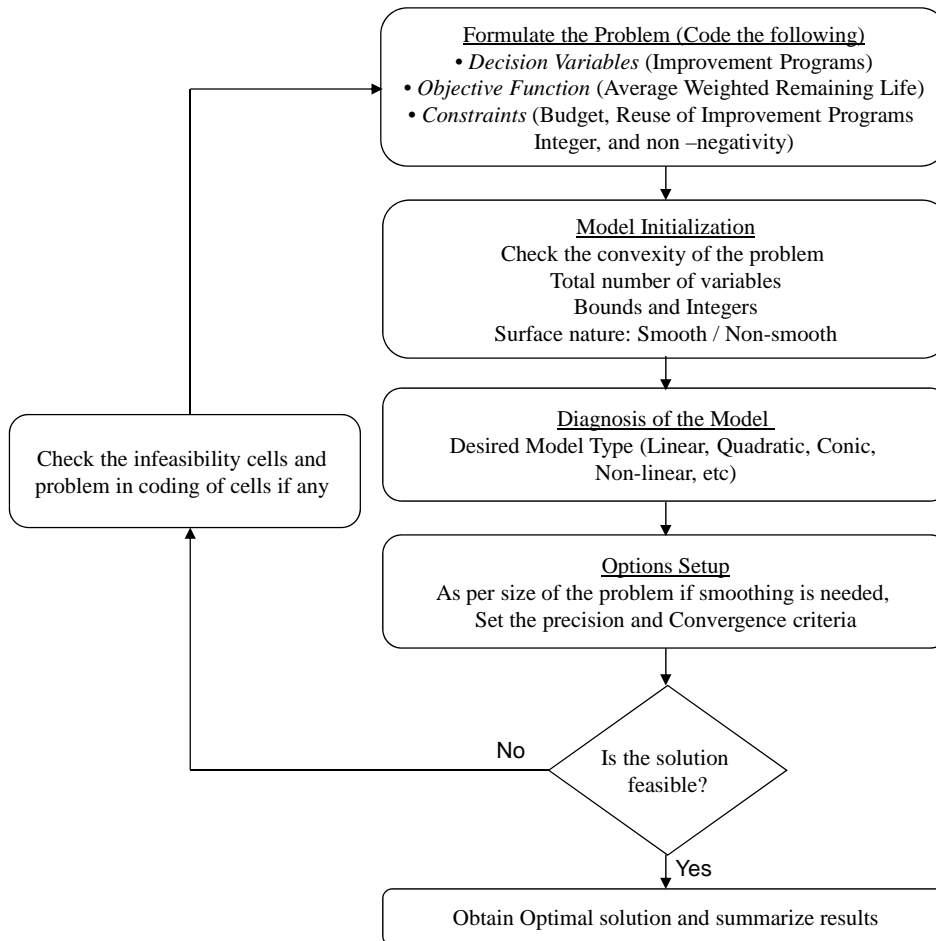 Formulate the Problem (Code the following)
• Decision Variables (Improvement Programs)
• Objective Function (Average Weighted Remaining Life)
• Constraints (Budget, Reuse of Improvement Programs
Integer, and non –negativity)
Model Initialization
Check the convexity of the problem
Total number of variables
Bounds and Integers
Surface nature: Smooth / Non-smooth
Diagnosis of the Model
Desired Model Type (Linear, Quadratic, Conic,
Non-linear, etc)
Check the infeasibility cells and
problem in coding of cells if any
Options Setup
As per size of the problem if smoothing is needed,
Set the precision and Convergence criteria
No
Is the solution
feasible?
Yes
Obtain Optimal solution and summarize results